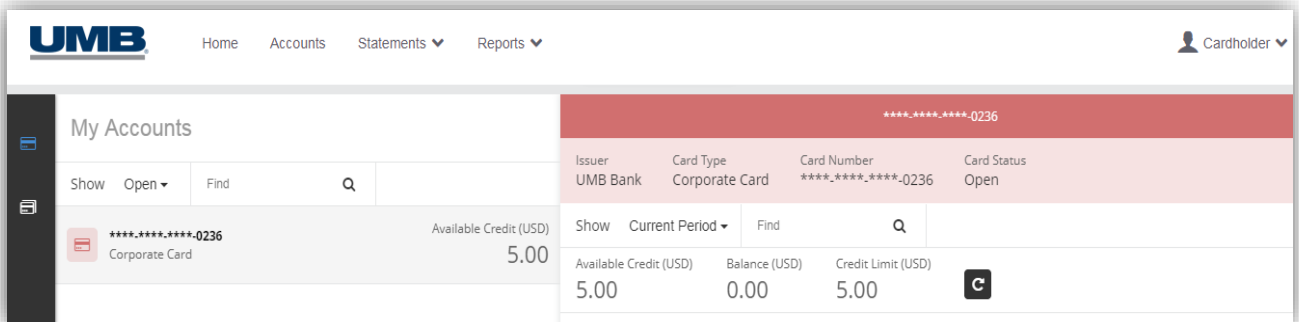 UMB Home Accounts Statements Reports Cardholder
My Accounts
Show Open Find
****-****-****-0236 Available Credit (USD)
Corporate Card 5.00
****-****-****-0236
Issuer Card Type Card Number Card Status
UMB Bank Corporate Card ****-****-****-0236 Open
Show Current Period Find
Available Credit (USD) Balance (USD) Credit Limit (USD)
5.00 0.00 5.00